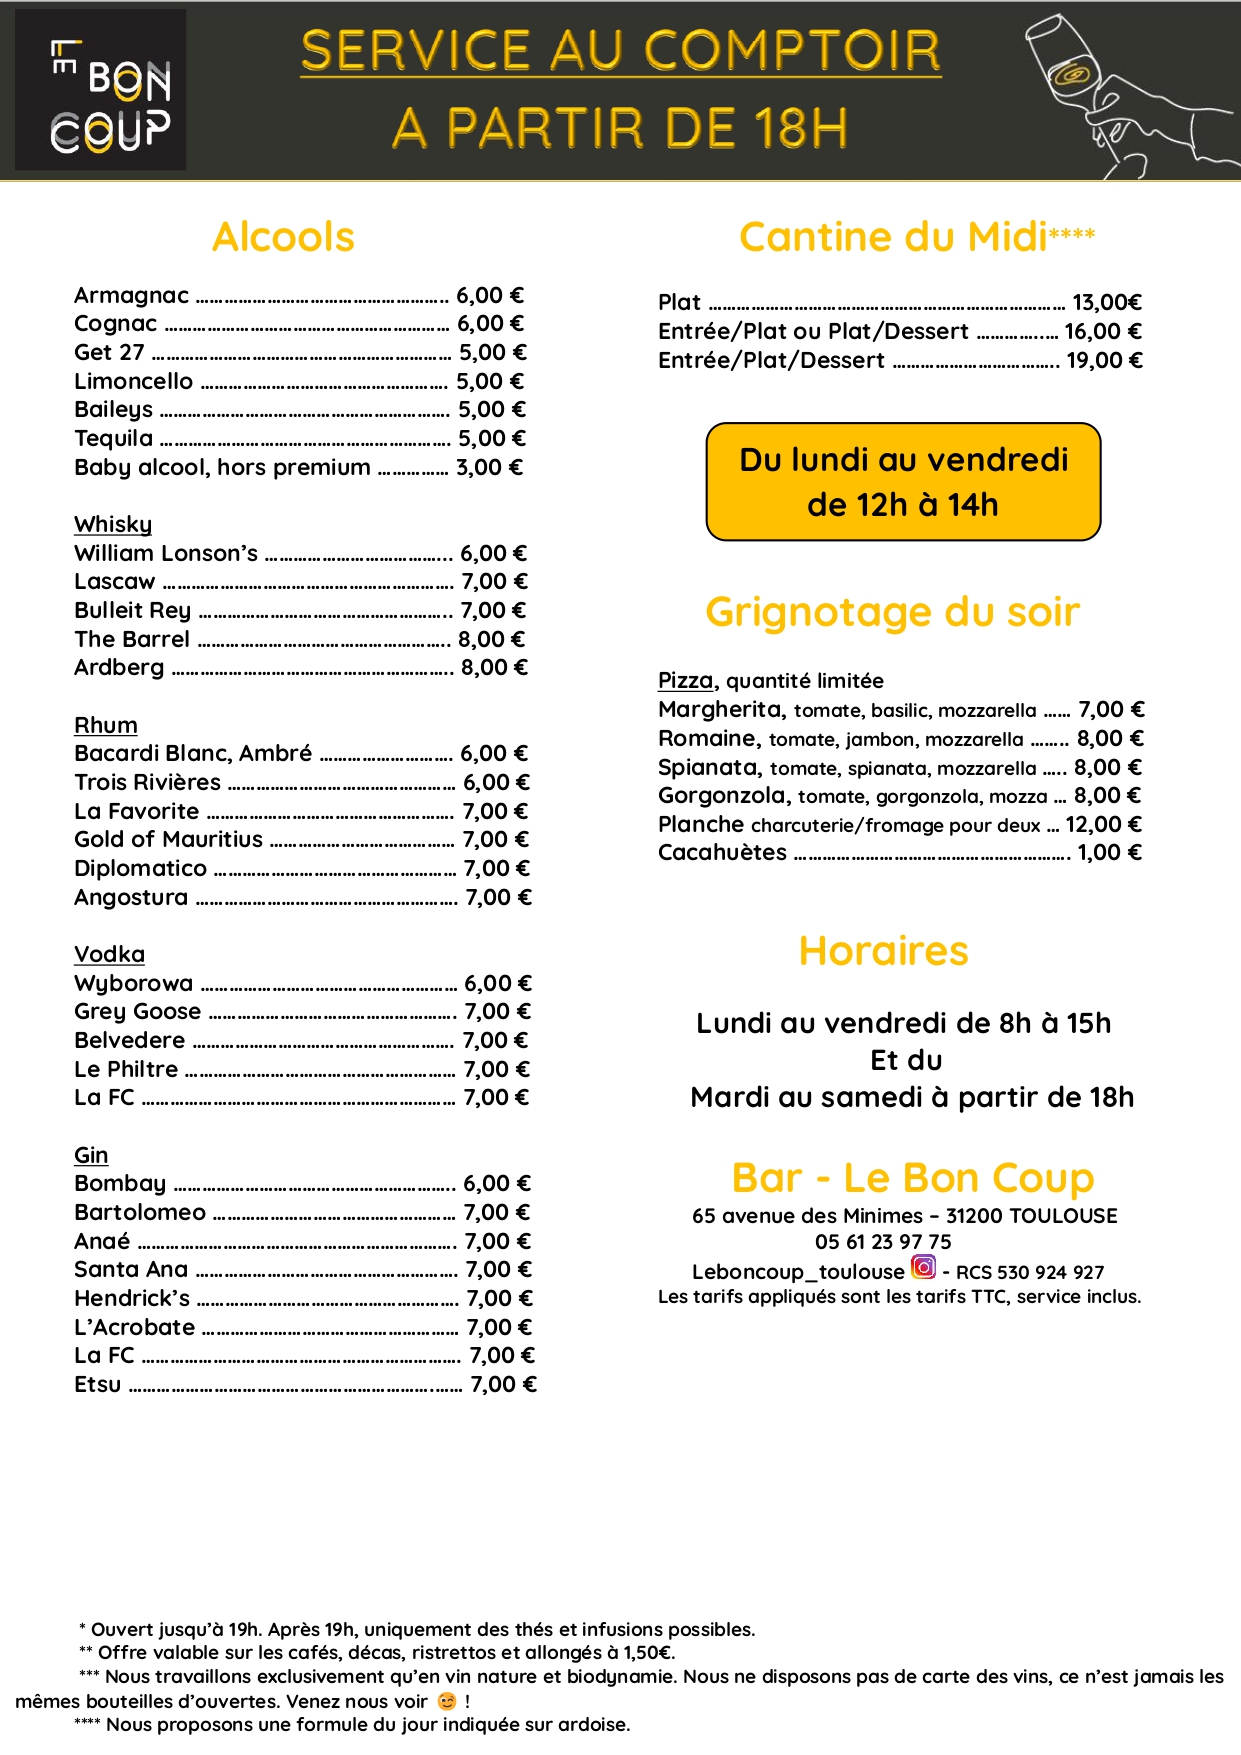 LE BON COUP
SERVICE AU COMPTOIR
A PARTIR DE 18H
Alcools
Armagnac …………………………………………….. 6,00 €
Cognac …………………………………………………… 6,00 €
Get 27 ……………………………………………………… 5,00 €
Limoncello ……………………………………………. 5,00 €
Baileys ……………………………………………………. 5,00 €
Tequila ……………………………………………………. 5,00 €
Baby alcool, hors premium …………… 3,00 €
Whisky
William Lonson’s ………………………………... 6,00 €
Lascaw ……………………………………………………. 7,00 €
Bulleit Rey …………………………………………….. 7,00 €
The Barrel …………………………………………….. 8,00 €
Ardberg ………………………………………………….. 8,00 €
Rhum
Bacardi Blanc, Ambré ………………………. 6,00 €
Trois Rivières ………………………………………… 6,00 €
La Favorite ……………………………………………. 7,00 €
Gold of Mauritius ………………………………… 7,00 €
Diplomatico …………………………………………… 7,00 €
Angostura ………………………………………………. 7,00 €
Vodka
Wyborowa ……………………………………………… 6,00 €
Grey Goose ……………………………………………. 7,00 €
Belvedere ………………………………………………. 7,00 €
Le Philtre ………………………………………………… 7,00 €
La FC ………………………………………………………… 7,00 €
Gin
Bombay ………………………………………………….. 6,00 €
Bartolomeo …………………………………………… 7,00 €
Anaé …………………………………………………………. 7,00 €
Santa Ana ………………………………………………. 7,00 €
Hendrick’s ………………………………………………. 7,00 €
L’Acrobate ……………………………………………… 7,00 €
La FC …………………………………………………………. 7,00 €
Etsu ……………………………………………………….…… 7,00 €
Cantine du Midi****
Plat ………………………………………………………………… 13,00€
Entrée/Plat ou Plat/Dessert …………..… 16,00 €
Entrée/Plat/Dessert …………………………….. 19,00 €
Du lundi au vendredi
de 12h à 14h
Grignotage du soir
Pizza, quantité limitée
Margherita, tomate, basilic, mozzarella …… 7,00 €
Romaine, tomate, jambon, mozzarella …….. 8,00 €
Spianata, tomate, spianata, mozzarella ….. 8,00 €
Gorgonzola, tomate, gorgonzola, mozza … 8,00 €
Planche charcuterie/fromage pour deux … 12,00 €
Cacahuètes …………………………………………………. 1,00 €
Horaires
Lundi au vendredi de 8h à 15h
Et du
Mardi au samedi à partir de 18h
Bar - Le Bon Coup
65 avenue des Minimes – 31200 TOULOUSE
05 61 23 97 75
Leboncoup_toulouse - RCS 530 924 927
Les tarifs appliqués sont les tarifs TTC, service inclus.
* Ouvert jusqu’à 19h. Après 19h, uniquement des thés et infusions possibles.
** Offre valable sur les cafés, décas, ristrettos et allongés à 1,50€.
*** Nous travaillons exclusivement qu’en vin nature et biodynamie. Nous ne disposons pas de carte des vins, ce n’est jamais les
mêmes bouteilles d’ouvertes. Venez nous voir 😉 !
**** Nous proposons une formule du jour indiquée sur ardoise.